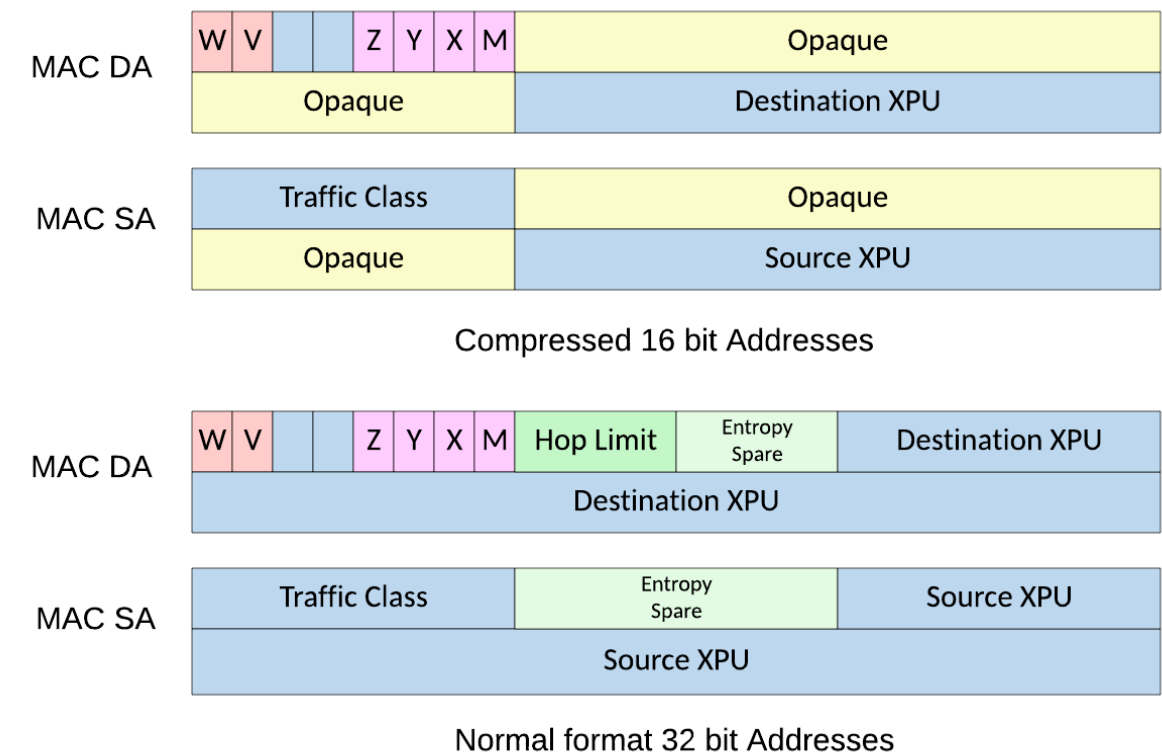 MAC DA
W V Z Y X M Opaque
Opaque Destination XPU
MAC SA
Traffic Class Opaque
Opaque Source XPU
Compressed 16 bit Addresses
MAC DA
W V Z Y X M Hop Limit Entropy Spare Destination XPU
Destination XPU
MAC SA
Traffic Class Entropy Spare Source XPU
Source XPU
Normal format 32 bit Addresses